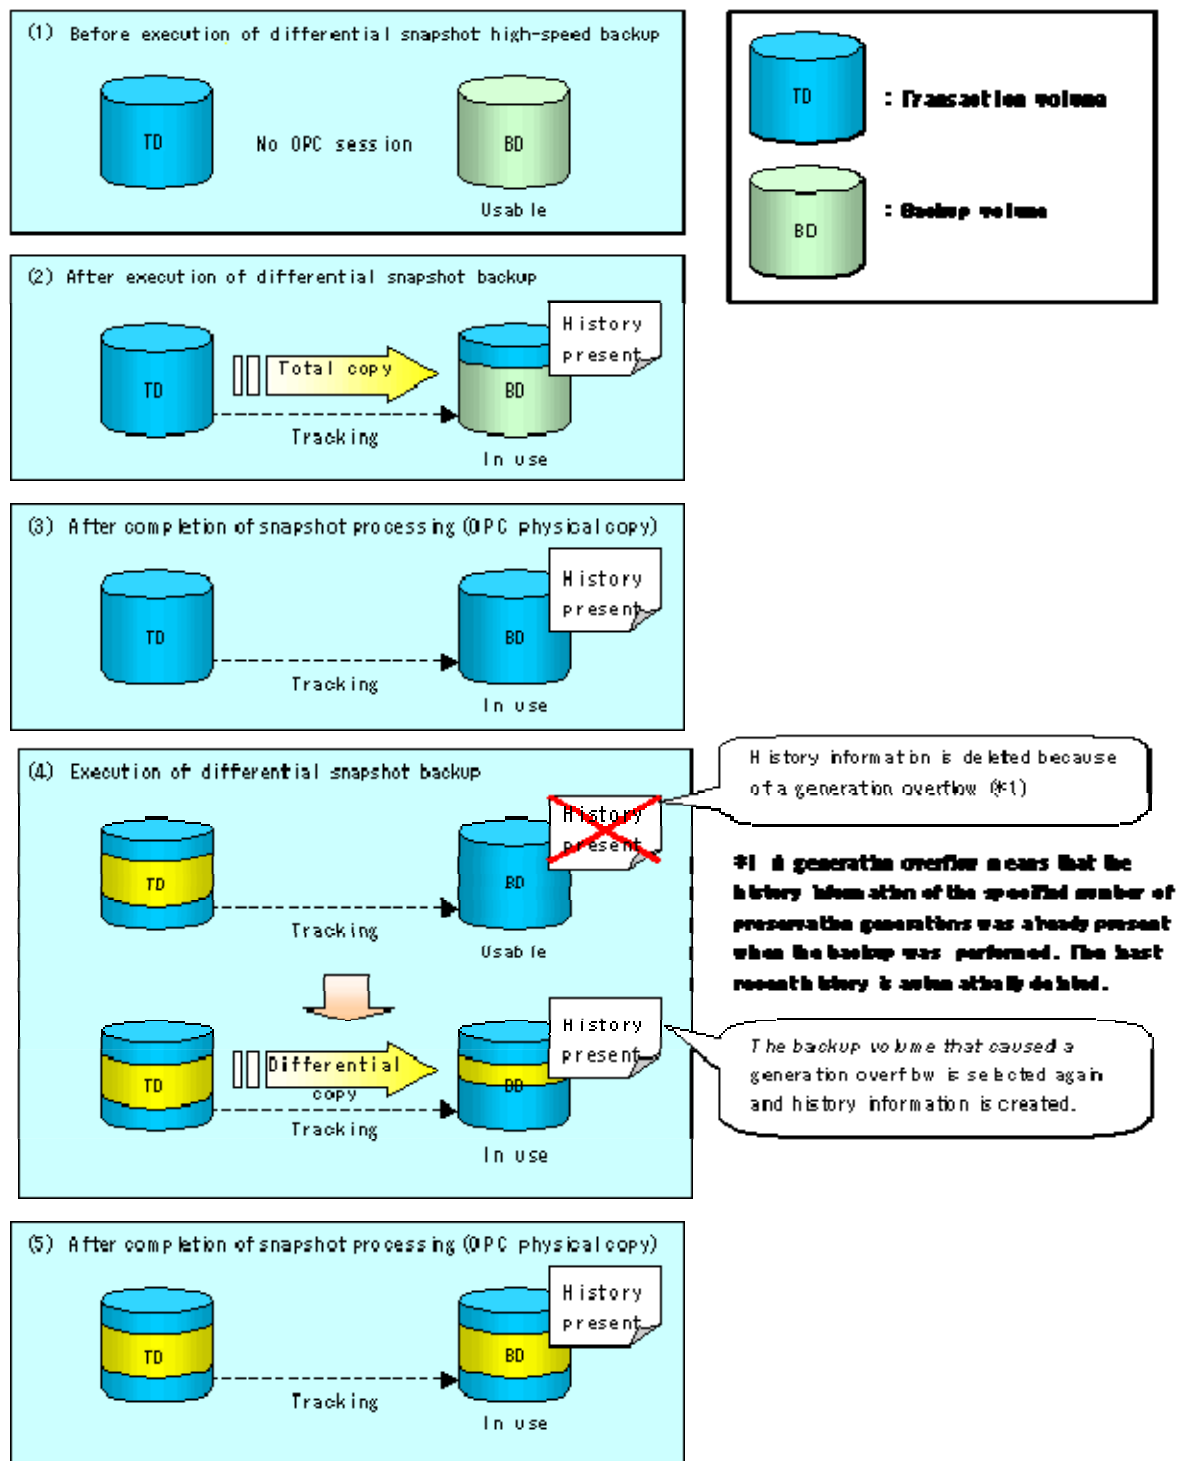 (1) Before execution of differential snapshot high-speed backup
TD
No OPC session
BD
Usable
TD
: Transaction volume
BD
: Backup volume
(2) After execution of differential snapshot backup
TD
Total copy
Tracking
BD
History
present
In use
(3) After completion of snapshot processing (OPC physical copy)
TD
Tracking
BD
History
present
In use
(4) Execution of differential snapshot backup
TD
Tracking
BD
History
present
Usable
History information is deleted because
of a generation overflow (*1)
*1 A generation overflow means that the
history information of the specified number of
preservation generations was already present
when the backup was performed. The least
recent history is automatically deleted.
TD
Differential
copy
Tracking
BD
History
present
In use
The backup volume that caused a
generation overflow is selected again
and history information is created.
(5) After completion of snapshot processing (OPC physical copy)
TD
Tracking
BD
History
present
In use